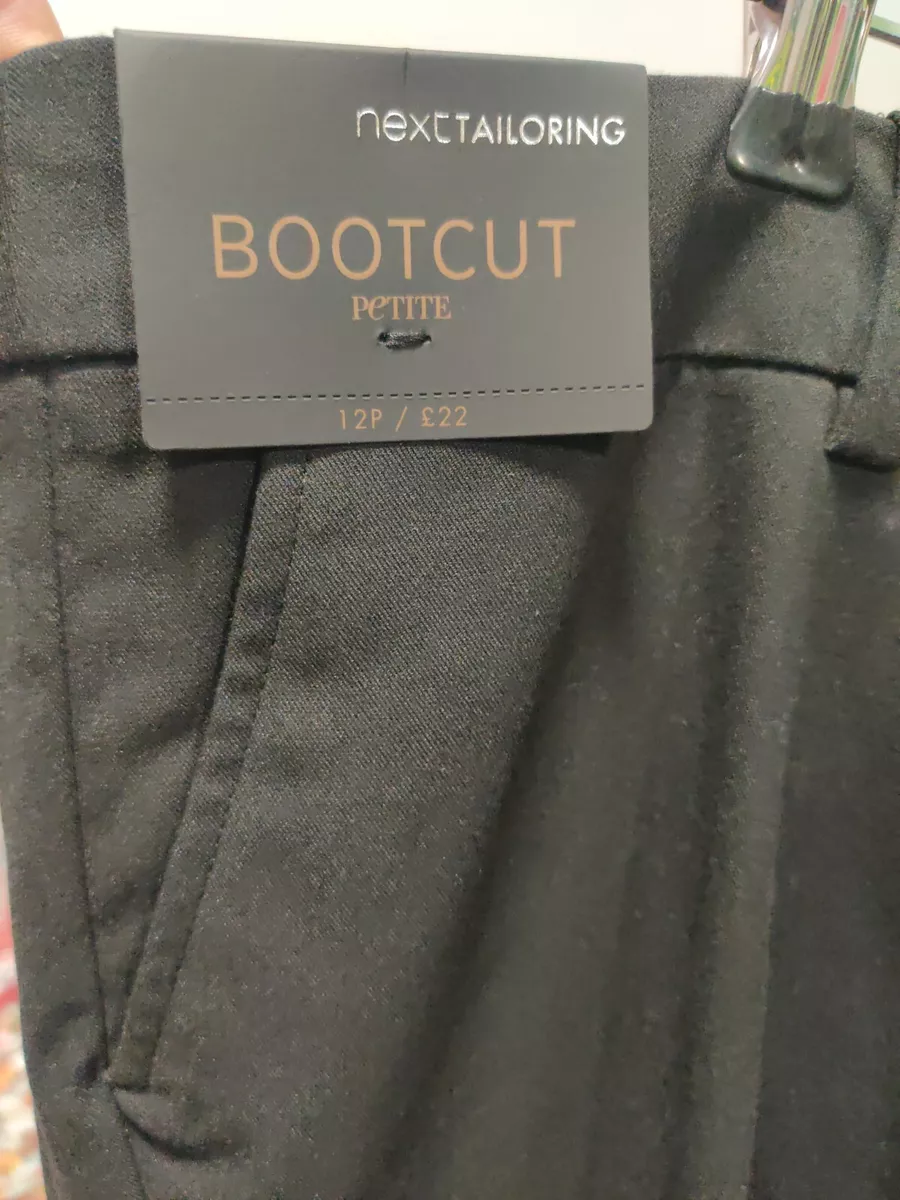 nextTAILORING
BOOTCUT
PeTITE
12P / £22